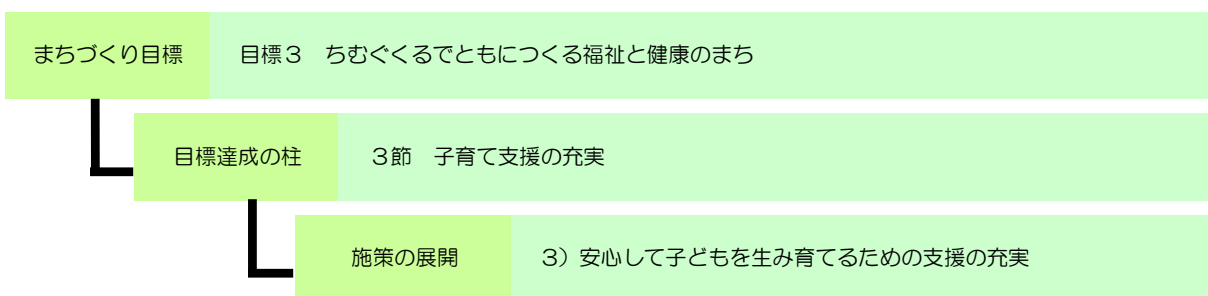 まちづくり目標　目標３　ちむぐくるでともにつくる福祉と健康のまち
目標達成の柱　３節　子育て支援の充実
施策の展開　３）安心して子どもを生み育てるための支援の充実